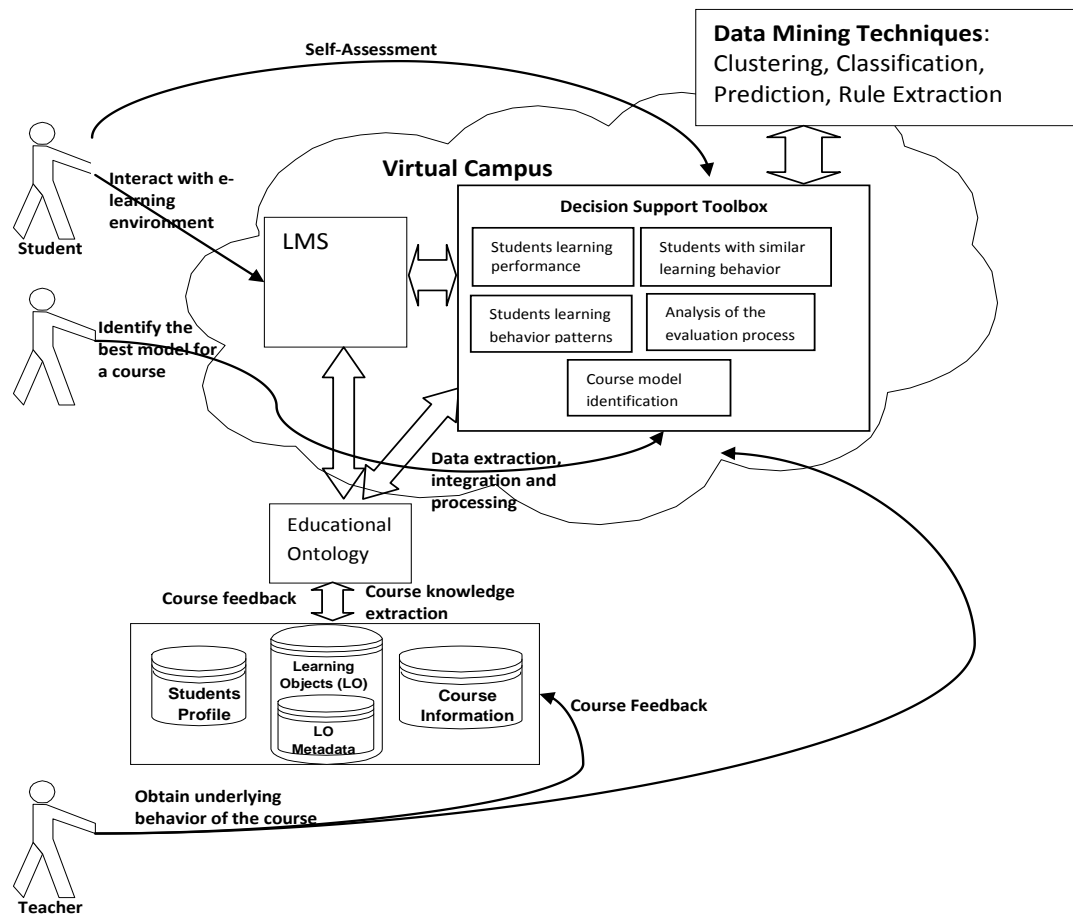 Self-Assessment
Data Mining Techniques:
Clustering, Classification,
Prediction, Rule Extraction
Virtual Campus
Interact with e-
learning
environment
Student
LMS
Decision Support Toolbox
Students learning
performance
Students with similar
learning behavior
Students learning
behavior patterns
Analysis of the
evaluation process
Course model
identification
Identify the
best model for
a course
Data extraction,
integration and
processing
Educational
Ontology
Course feedback
Course knowledge
extraction
Students
Profile
Learning
Objects (LO)
LO
Metadata
Course
Information
Course Feedback
Obtain underlying
behavior of the course
Teacher